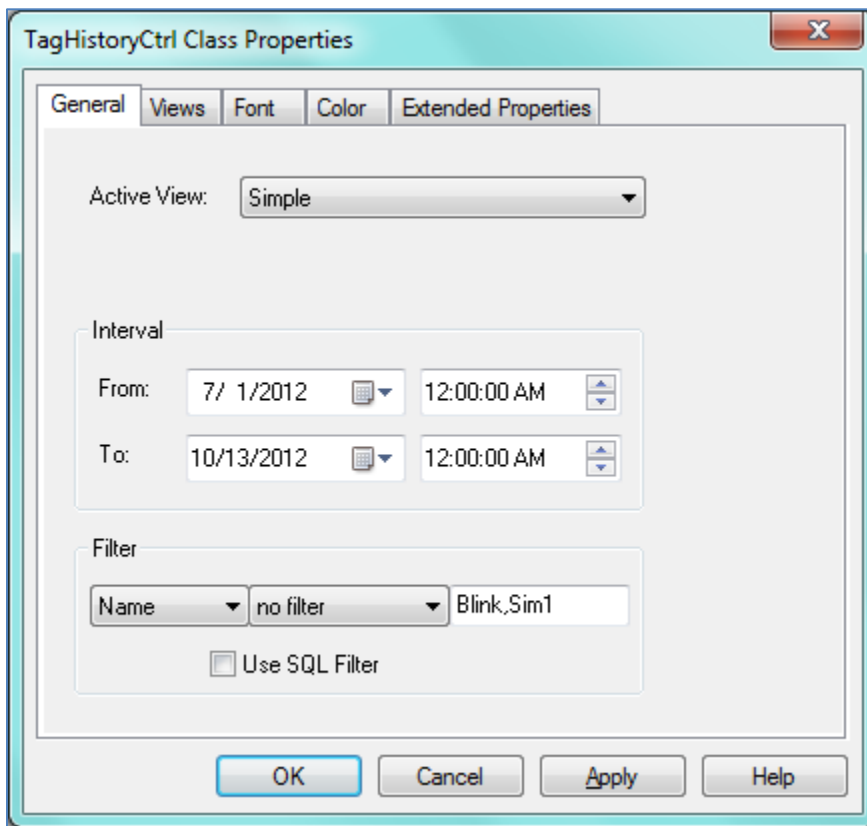 TagHistoryCtrl Class Properties
General Views Font Color Extended Properties
Active View: Simple
Interval
From: 7/ 1/2012 12:00:00 AM
To: 10/13/2012 12:00:00 AM
Filter
Name no filter Blink,Sim1
Use SQL Filter
OK Cancel Apply Help